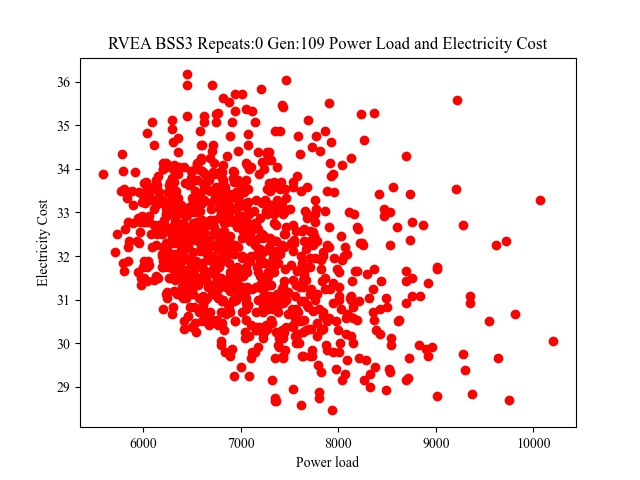 RVEA BSS3 Repeats:0 Gen:109 Power Load and Electricity Cost
36
35
34
33
32
31
30
29
Electricity Cost
6000 7000 8000 9000 10000
Power load